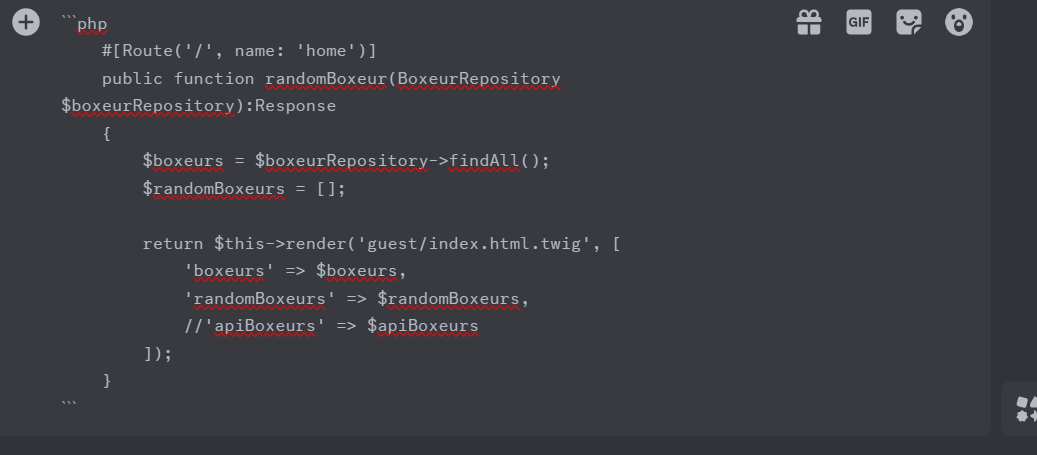 ```php
    #[Route('/', name: 'home')]
    public function randomBoxeur(BoxeurRepository
$boxeurRepository):Response
    {
        $boxeurs = $boxeurRepository->findAll();
        $randomBoxeurs = [];

        return $this->render('guest/index.html.twig', [
            'boxeurs' => $boxeurs,
            'randomBoxeurs' => $randomBoxeurs,
            //'apiBoxeurs' => $apiBoxeurs
        ]);
    }
```
GIF